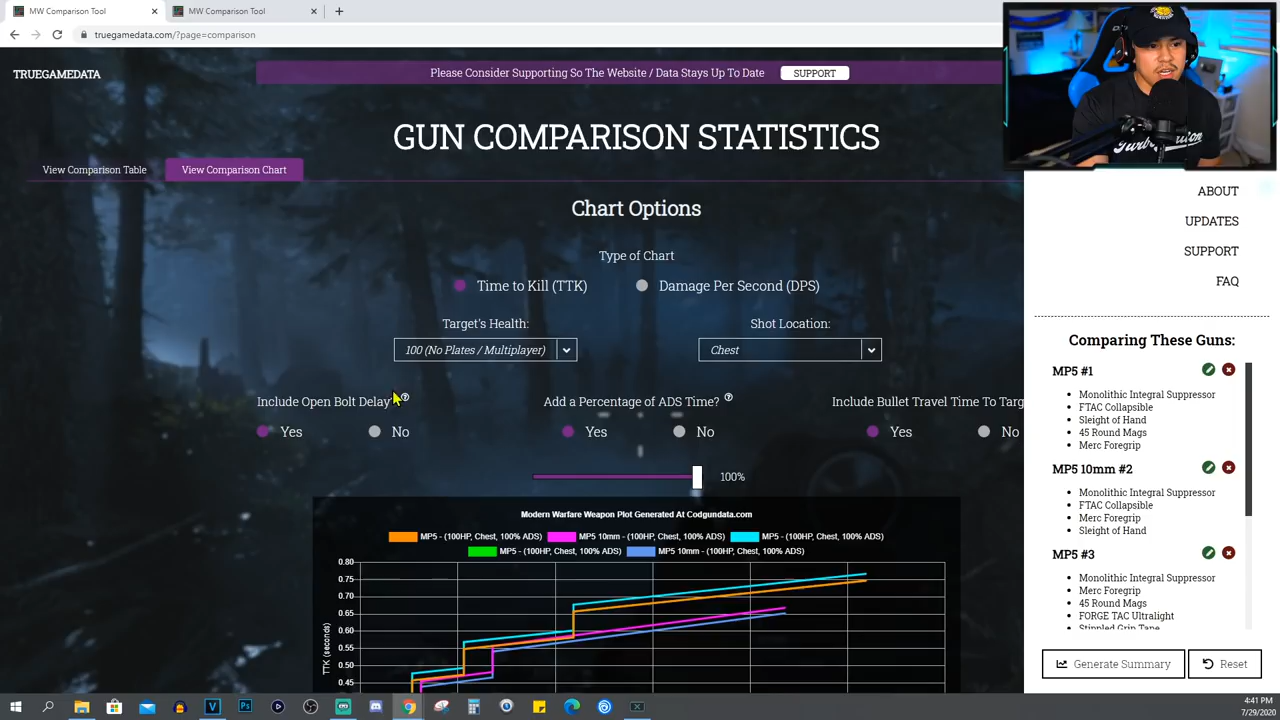 MW Comparison Tool
MW Comparison Tool
truegamedata.com/?page=comparison
TRUEGAMEDATA
Please Consider Supporting So The Website / Data Stays Up To Date
SUPPORT
GUN COMPARISON STATISTICS
View Comparison Table
View Comparison Chart
Chart Options
Type of Chart
Time to Kill (TTK)
Damage Per Second (DPS)
Target's Health:
Shot Location:
100 (No Plates / Multiplayer)
Chest
Include Open Bolt Delay?
Add a Percentage of ADS Time?
Include Bullet Travel Time To Targ
Yes
No
Yes
No
Yes
No
100%
Modern Warfare Weapon Plot Generated At Codgundata.com
MP5 - (100HP, Chest, 100% ADS)
MP5 10mm - (100HP, Chest, 100% ADS)
MP5 - (100HP, Chest, 100% ADS)
MP5 - (100HP, Chest, 100% ADS)
MP5 10mm - (100HP, Chest, 100% ADS)
0.80
0.75
0.70
0.65
0.60
0.55
0.50
0.45
TTK (seconds)
ABOUT
UPDATES
SUPPORT
FAQ
Comparing These Guns:
MP5 #1
Monolithic Integral Suppressor
FTAC Collapsible
Sleight of Hand
45 Round Mags
Merc Foregrip
MP5 10mm #2
Monolithic Integral Suppressor
FTAC Collapsible
Merc Foregrip
Sleight of Hand
MP5 #3
Monolithic Integral Suppressor
Merc Foregrip
45 Round Mags
FORGE TAC Ultralight
Stippled Grip Tape
Generate Summary
Reset
4:41 PM
7/29/2020